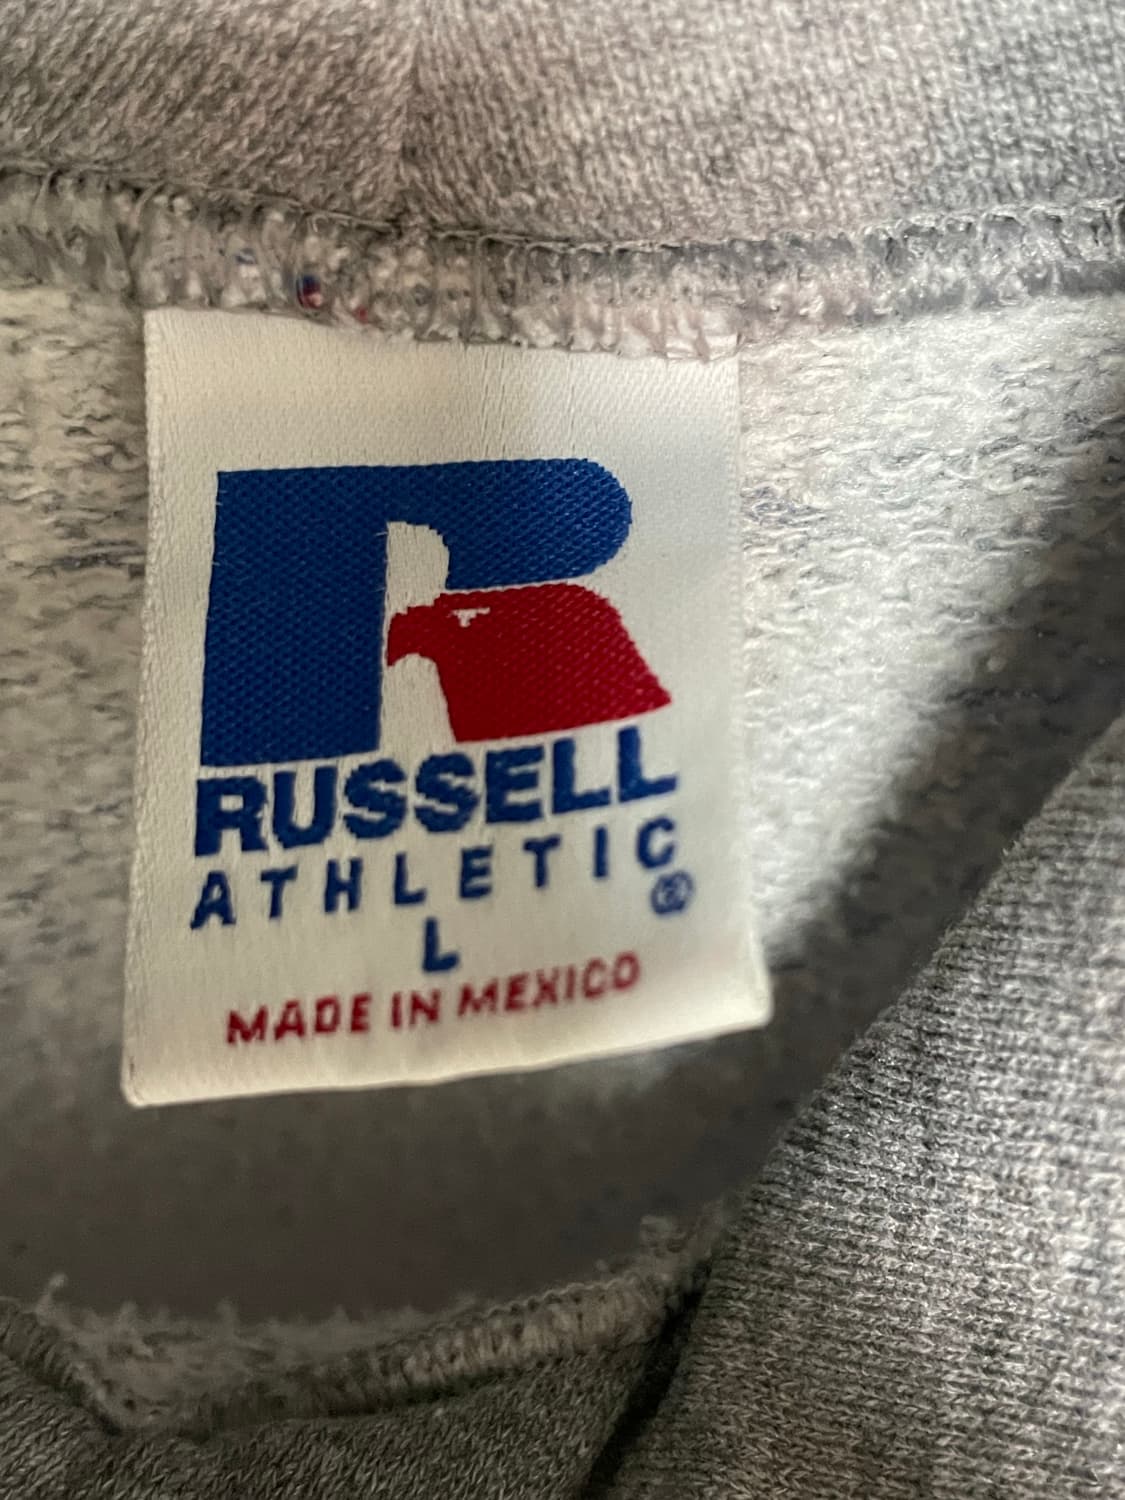 RUSSELL
ATHLETIC
®
L
MADE IN MEXICO